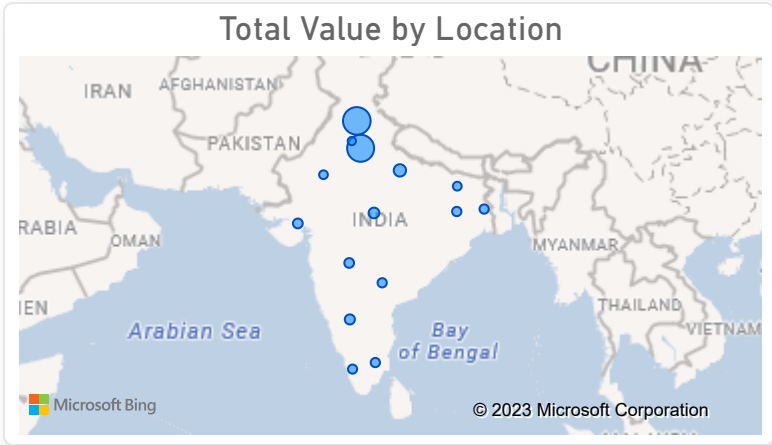 Total Value by Location
CHINA
IRAN
AFGHANISTAN
PAKISTAN
RABIA
OMAN
INDIA
MYANMAR
IEN
THAILAND
VIETNAM
Arabian Sea
Bay
of Bengal
Microsoft Bing
© 2023 Microsoft Corporation